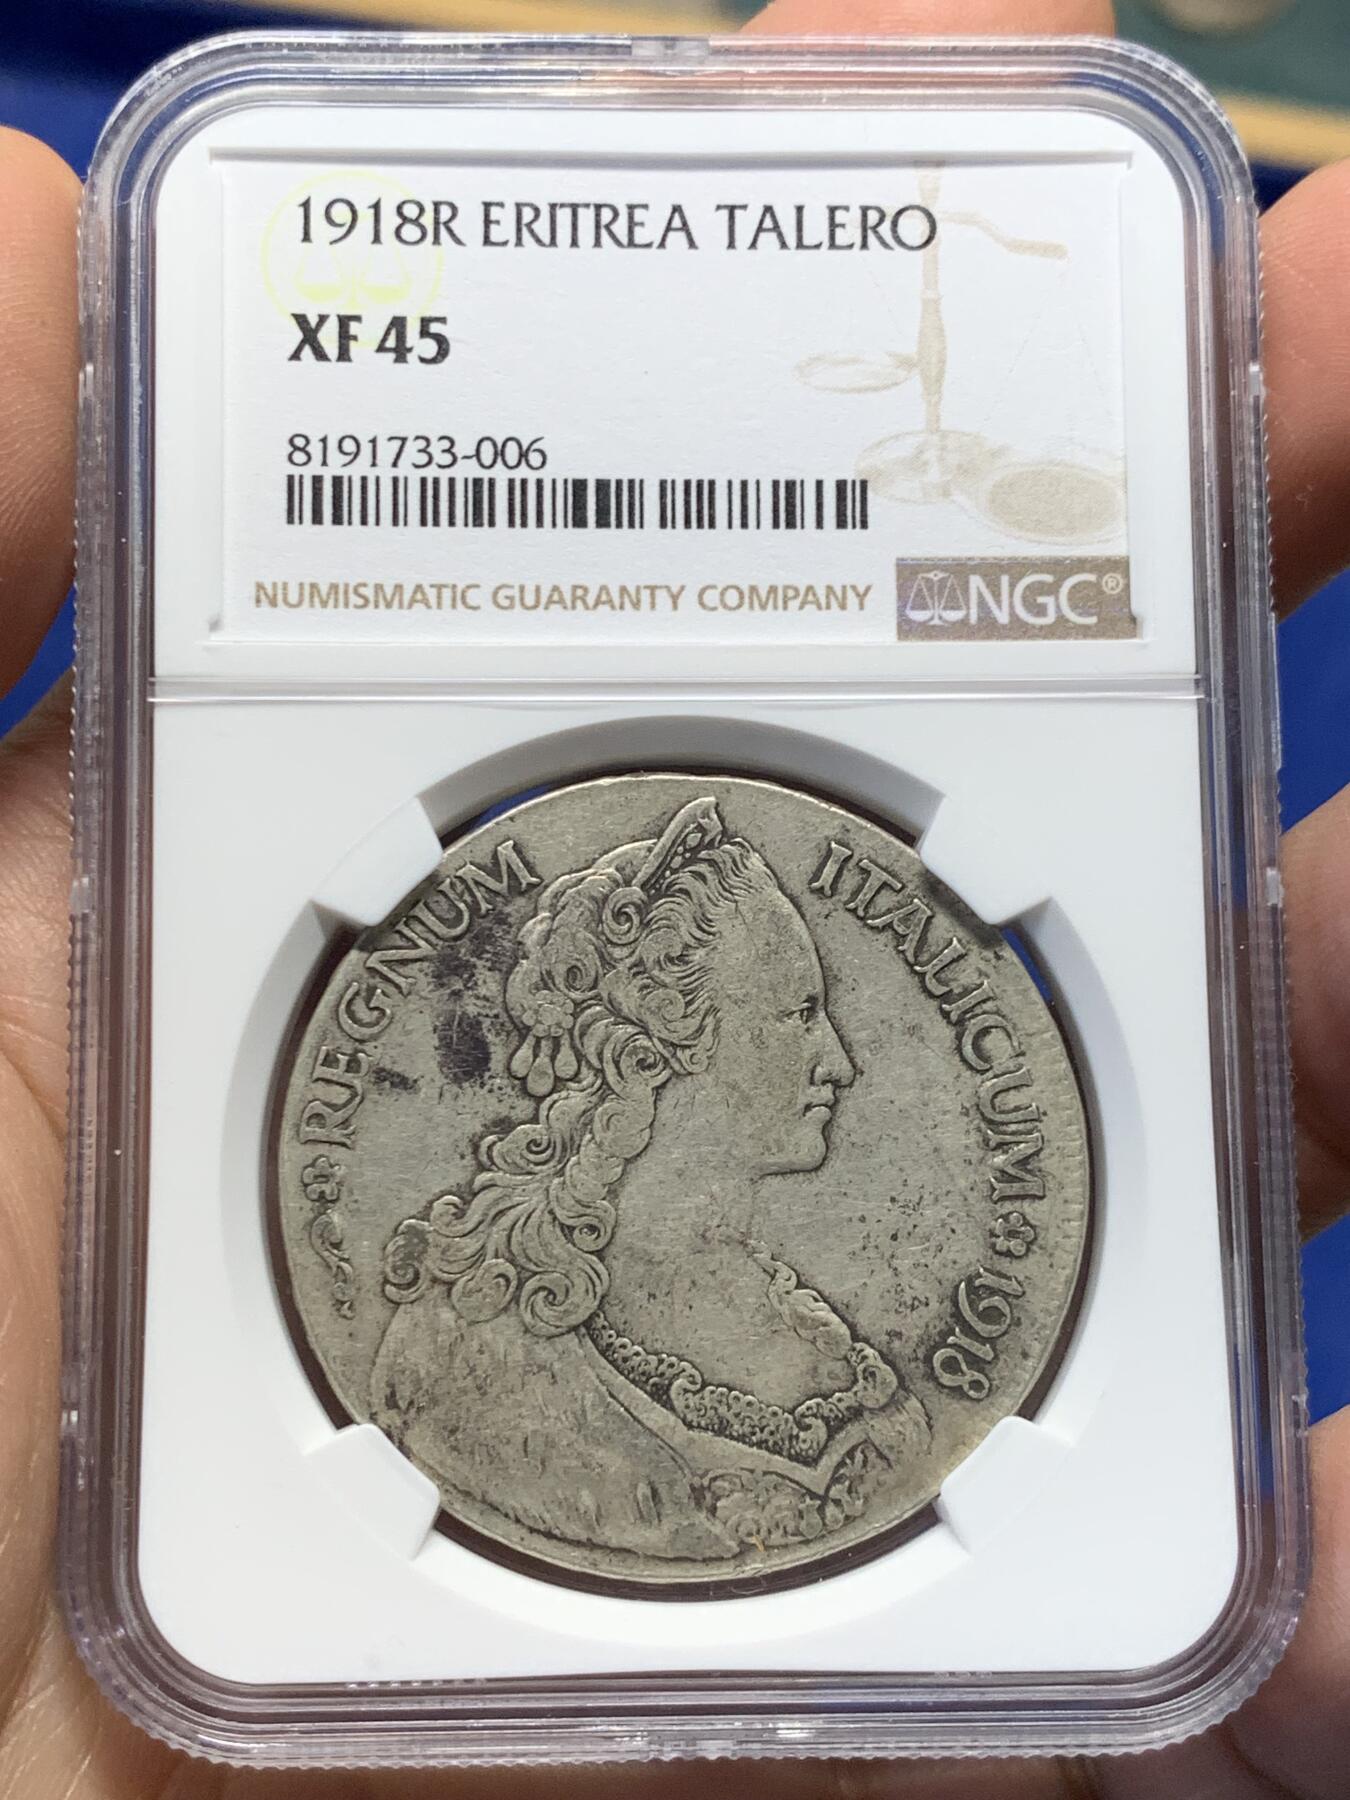 1918R ERITREA TALERO
XF 45
8191733-006
NUMISMATIC GUARANTY COMPANY
NGC®
REGNUM ITALICUM 1918